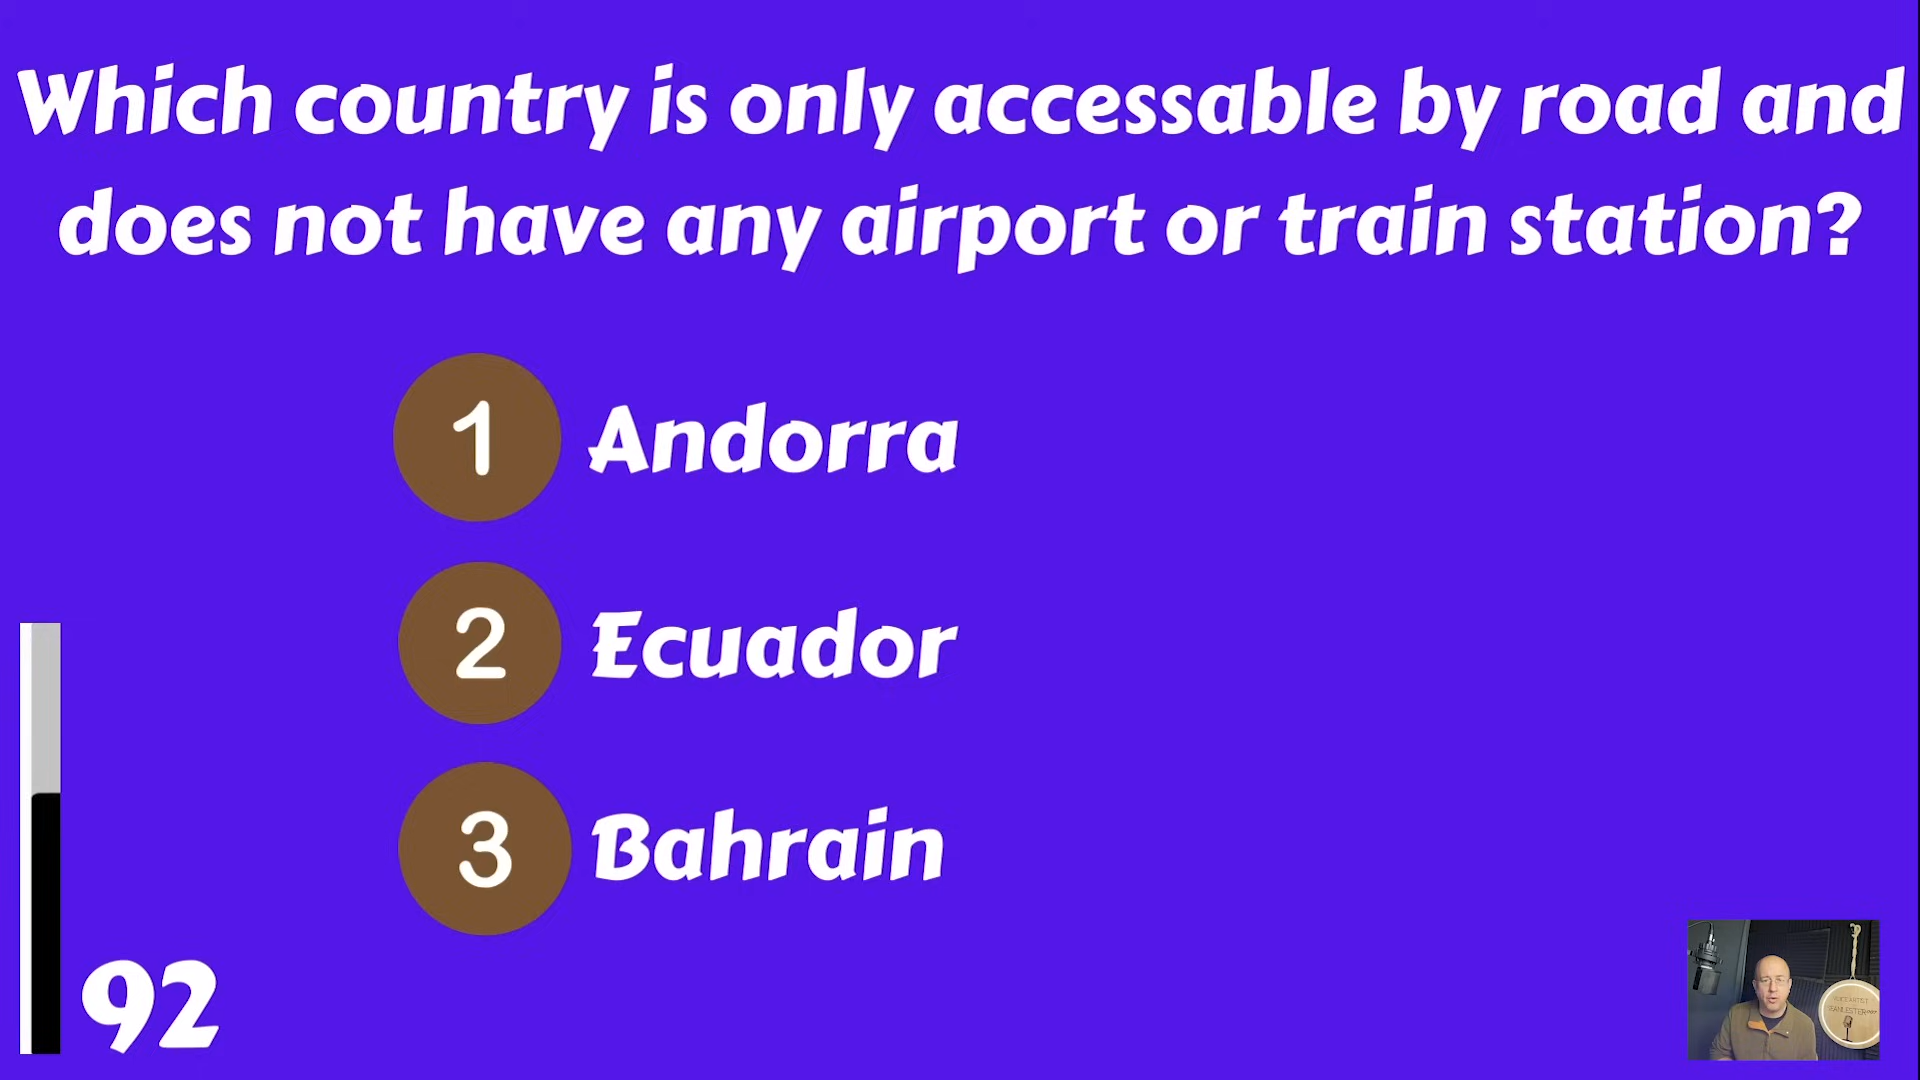 Which country is only accessable by road and
does not have any airport or train station?
1 Andorra
2 Ecuador
3 Bahrain
92